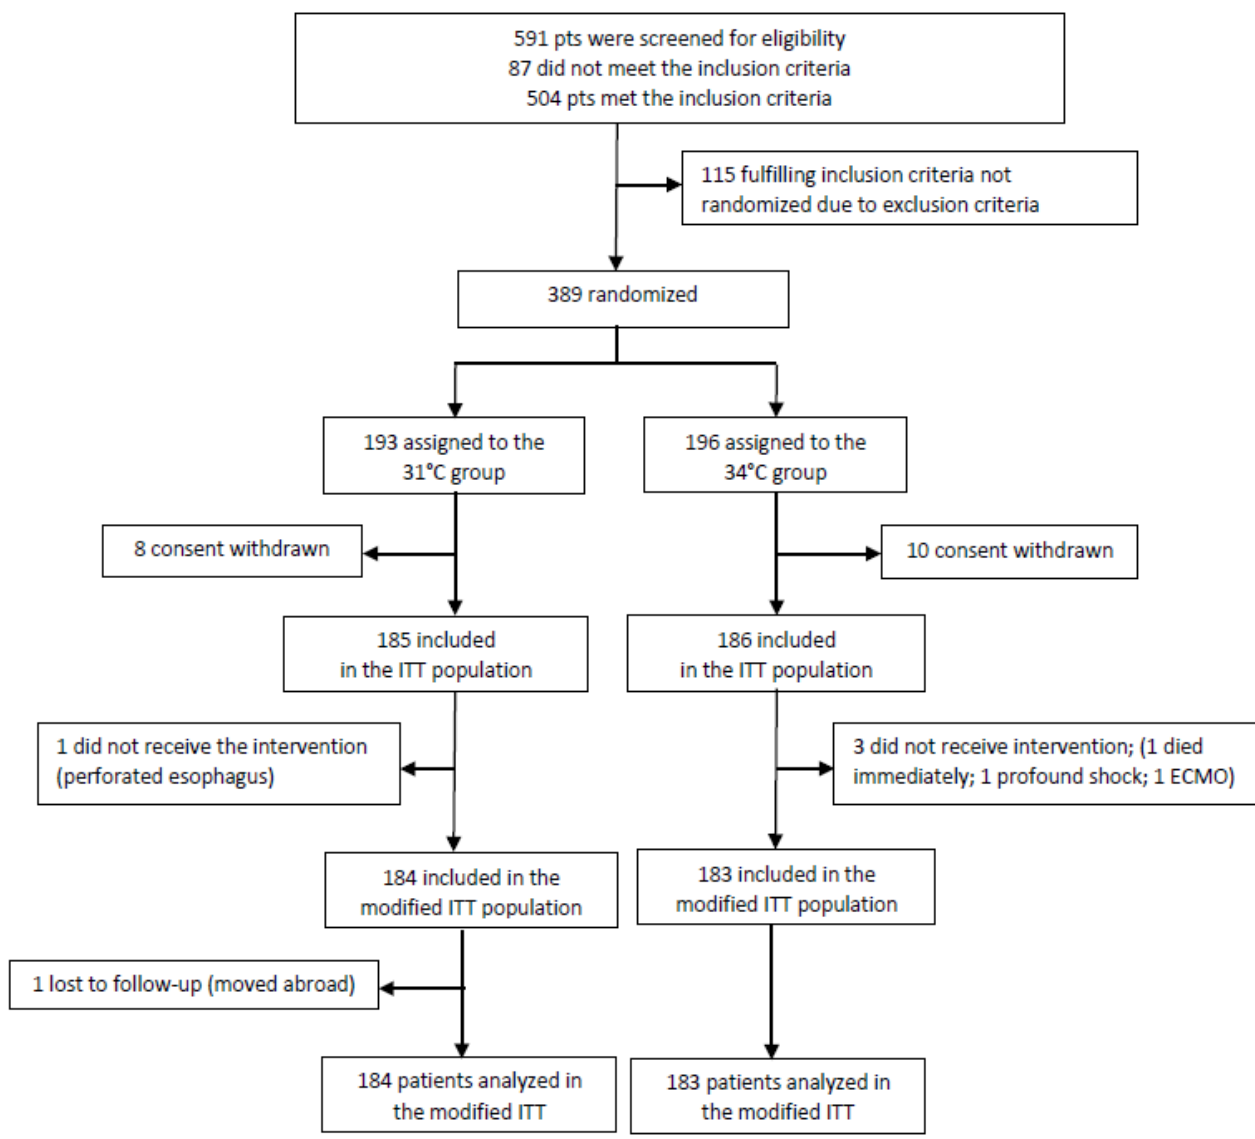 591 pts were screened for eligibility
87 did not meet the inclusion criteria
504 pts met the inclusion criteria
115 fulfilling inclusion criteria not
randomized due to exclusion criteria
389 randomized
193 assigned to the
31°C group
196 assigned to the
34°C group
8 consent withdrawn
10 consent withdrawn
185 included
in the ITT population
186 included
in the ITT population
1 did not receive the intervention
(perforated esophagus)
3 did not receive intervention; (1 died
immediately; 1 profound shock; 1 ECMO)
184 included in the
modified ITT population
183 included in the
modified ITT population
1 lost to follow-up (moved abroad)
184 patients analyzed in
the modified ITT
183 patients analyzed in
the modified ITT